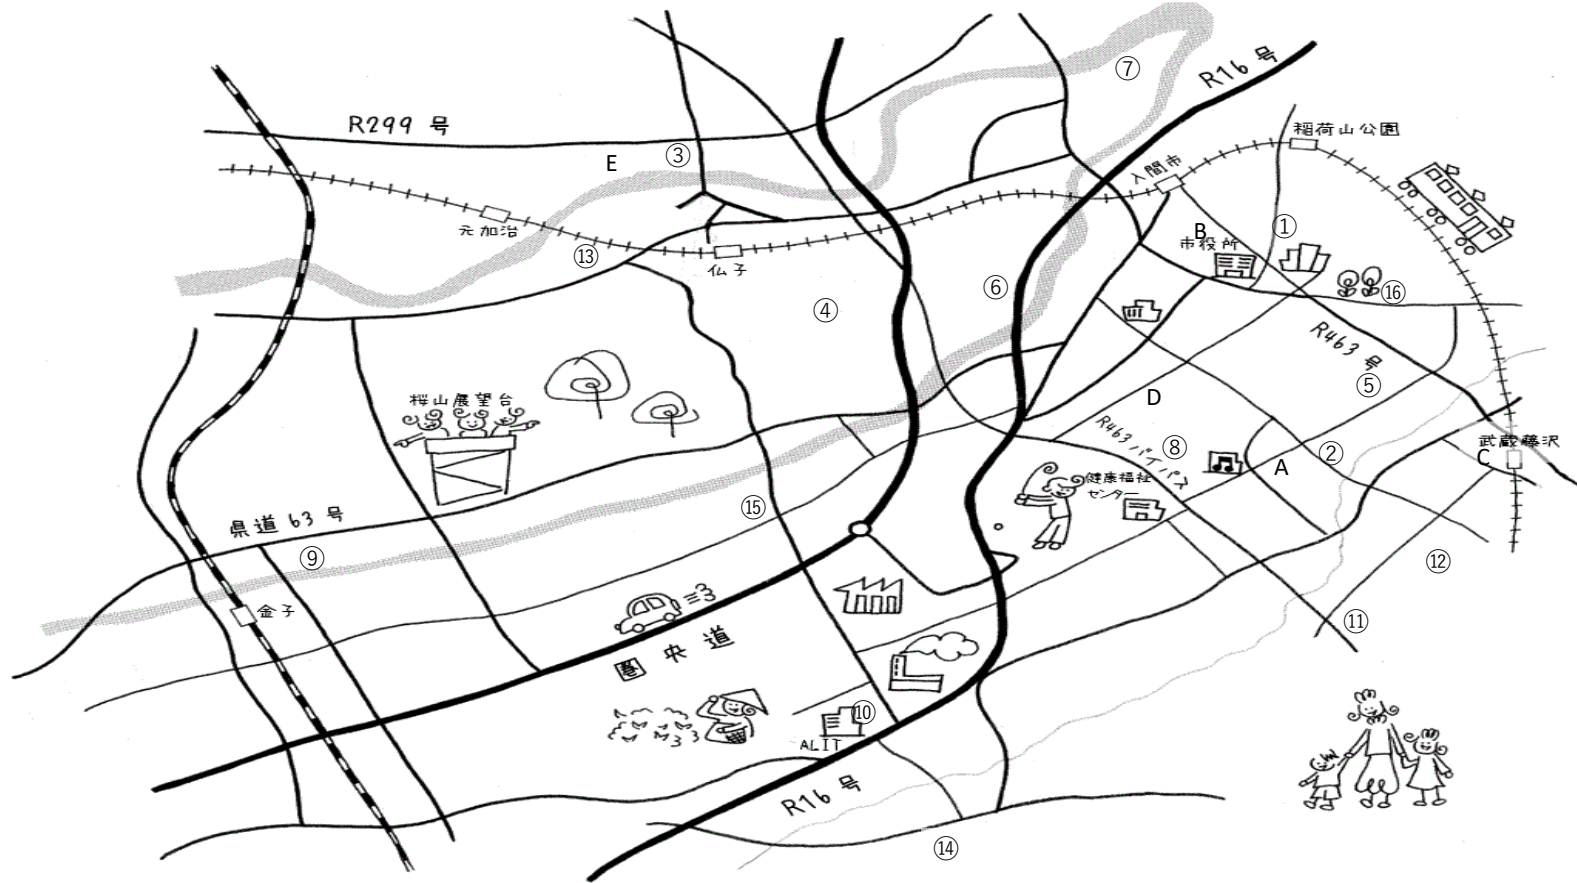 ⑦
R16 号
R299 号
稲荷山公園
E
③
入間市
元加治
①
B
市役所
⑬
仏子
⑥
⑯
④
R463 号
⑤
桜山展望台
D
R463 バイパス
⑧
②
武蔵藤沢
A
C
健康福祉
センター
県道 63 号
⑮
⑨
⑫
金子
⑪
圏央道
⑩
ALIT
R16 号
⑭